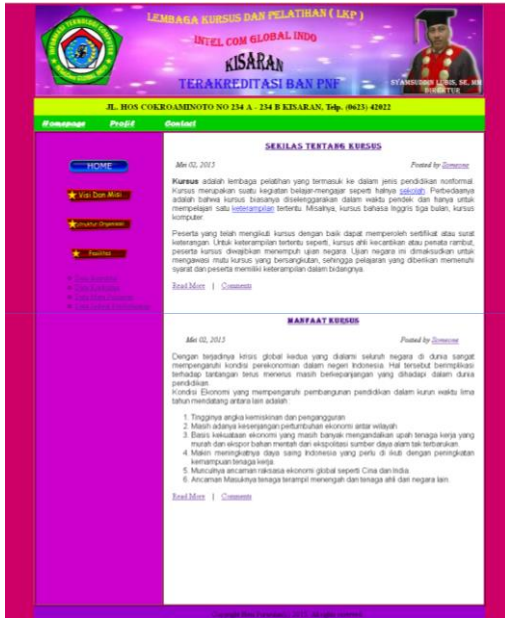 LEMBAGA KURSUS DAN PELATIHAN ( LKP )
INTEL COM GLOBAL INDO
KISARAN
TERAKREDITASI BAN PNF
SYAMSUDDIN LUBIS, SE, MM
DIREKTUR
JL. HOS COKROAMINOTO NO 234 A - 234 B KISARAN, Telp. (0623) 42022
Homepage Profil Contact
HOME
Visi Dan Misi
Struktur Organisasi
Fasilitas
SEKILAS TENTANG KURSUS
Mei 02, 2015 Posted by Someone
Kursus adalah lembaga pelatihan yang termasuk ke dalam jenis pendidikan nonformal.
Kursus merupakan suatu kegiatan belajar-mengajar seperti halnya sekolah. Perbedaanya
adalah bahwa kursus biasanya diselenggarakan dalam waktu pendek dan hanya untuk
mempelajari satu keterampilan tertentu. Misalnya, kursus bahasa Inggris tiga bulan, kursus
komputer.
Peserta yang telah mengikuti kursus dengan baik dapat memperoleh sertifikat atau surat
keterangan. Untuk keterampilan tertentu seperti, kursus ahli kecantikan atau penata rambut,
peserta kursus diwajibkan menempuh ujian negara. Ujian negara ini dimaksudkan untuk
mengawasi mutu kursus yang bersangkutan, sehingga pelajaran yang diberikan memenuhi
syarat dan peserta memiliki keterampilan dalam bidangnya.
Read More | Comments
MANFAAT KURSUS
Mei 02, 2015 Posted by Someone
Dengan terjadinya krisis global kedua yang dialami seluruh negara di dunia sangat
mempengaruhi kondisi perekonomian dalam negeri Indonesia. Hal tersebut berimplikasi
terhadap tantangan terus menerus masih berkepanjangan yang dihadapi dalam dunia
pendidikan.
Kondisi Ekonomi yang mempengaruhi pembangunan pendidikan dalam kurun waktu lima
tahun mendatang antara lain adalah :
1. Tingginya angka kemiskinan dan pengangguran
2. Masih adanya kesenjangan pertumbuhan ekonomi antar wilayah
3. Basis kekuataan ekonomi yang masih banyak mengandalkan upah tenaga kerja yang
murah dan ekspor bahan mentah dari eksploitasi sumber daya alam tak terbarukan.
4. Makin meningkatnya daya saing Indonesia yang perlu di ikuti dengan peningkatan
kemampuan tenaga kerja.
5. Munculnya ancaman raksasa ekonomi global seperti Cina dan India.
6. Ancaman Masuknya tenaga terampil menengah dan tenaga ahli dari negara lain.
Read More | Comments